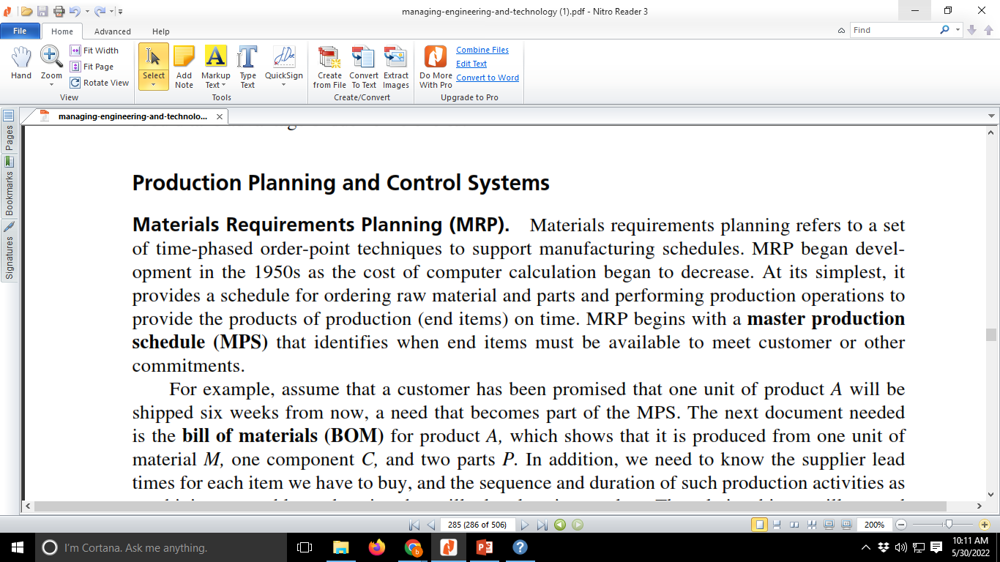 managing-engineering-and-technology (1).pdf - Nitro Reader 3
File
Home
Advanced
Help
Find
Hand
Zoom
Fit Width
Fit Page
Rotate View
View
Select
Add Note
Markup Text
Type Text
QuickSign
Tools
Create from File
Convert To Text
Extract Images
Create/Convert
Do More With Pro
Combine Files
Edit Text
Convert to Word
Upgrade to Pro
managing-engineering-and-technolo...
Pages
Bookmarks
Signatures
Production Planning and Control Systems
Materials Requirements Planning (MRP). Materials requirements planning refers to a set
of time-phased order-point techniques to support manufacturing schedules. MRP began devel-
opment in the 1950s as the cost of computer calculation began to decrease. At its simplest, it
provides a schedule for ordering raw material and parts and performing production operations to
provide the products of production (end items) on time. MRP begins with a master production
schedule (MPS) that identifies when end items must be available to meet customer or other
commitments.
For example, assume that a customer has been promised that one unit of product A will be
shipped six weeks from now, a need that becomes part of the MPS. The next document needed
is the bill of materials (BOM) for product A, which shows that it is produced from one unit of
material M, one component C, and two parts P. In addition, we need to know the supplier lead
times for each item we have to buy, and the sequence and duration of such production activities as
285 (286 of 506)
200%
I'm Cortana. Ask me anything.
10:11 AM
5/30/2022